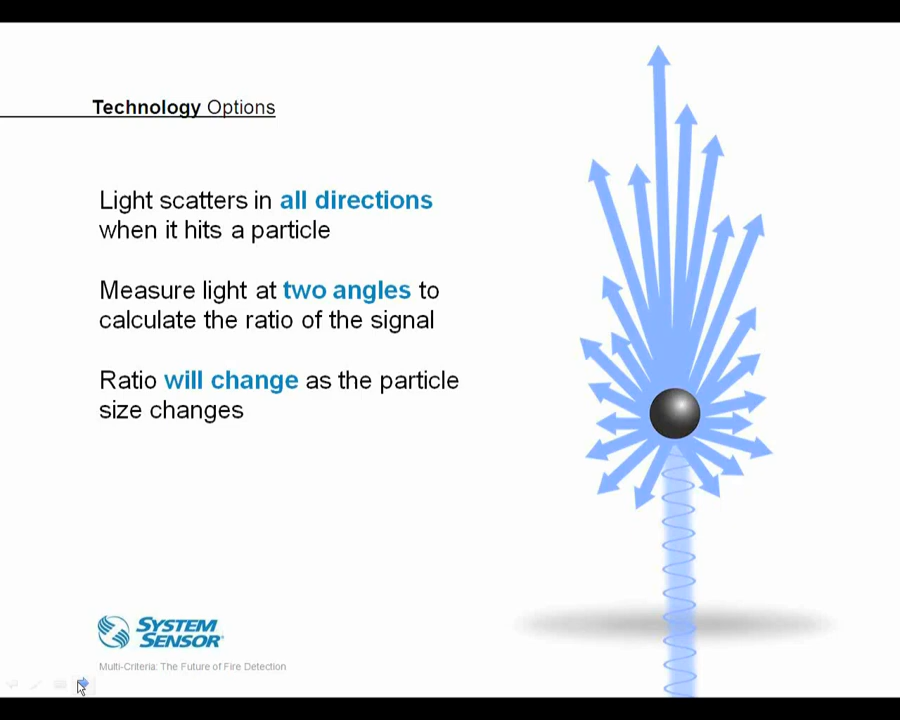 Technology Options
Light scatters in all directions
when it hits a particle
Measure light at two angles to
calculate the ratio of the signal
Ratio will change as the particle
size changes
SYSTEM
SENSOR
Multi-Criteria: The Future of Fire Detection